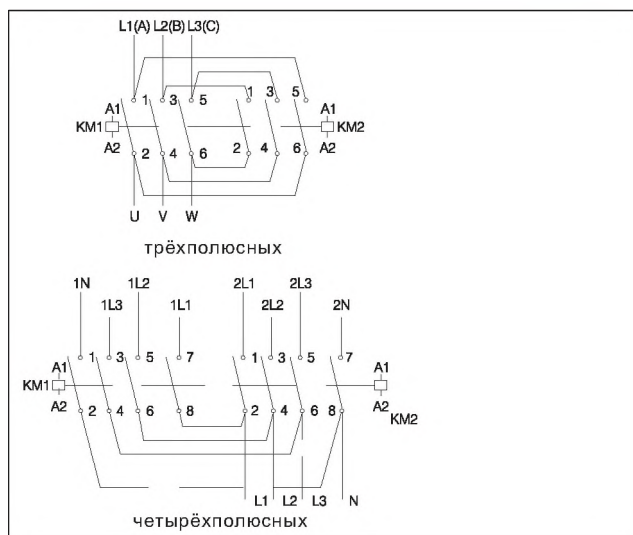 L1(A) L2(B) L3(C)
1 3 5 1 3 5
A1 A1
KM1 KM2
A2 A2
2 4 6 2 4 6
U V W
трёхполюсных
1N 1L2 2L1 2L3
1L3 1L1 2L2 2N
1 3 5 7 1 3 5 7
A1 A1
KM1
A2 A2
2 4 6 8 2 4 6 8
KM2
L1 L2 L3 N
четырёхполюсных